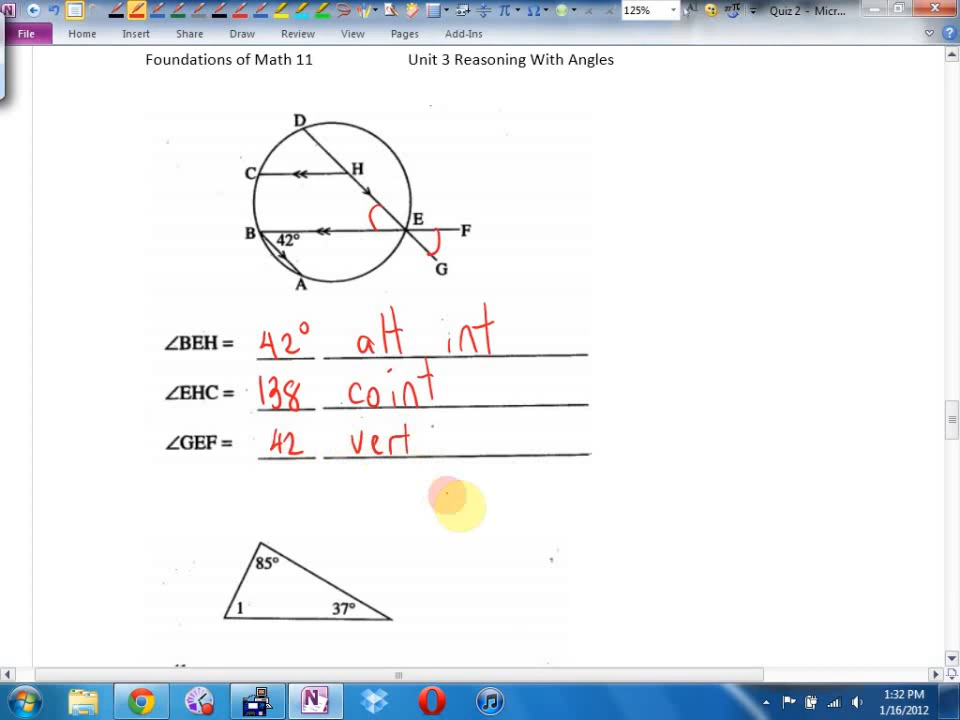 125% Quiz 2 - Micr...
File Home Insert Share Draw Review View Pages Add-Ins
Foundations of Math 11 Unit 3 Reasoning With Angles
D
C H
E
B 42° F
G
A
∠BEH = 42° alt int
∠EHC = 138 co int
∠GEF = 42 vert
85°
1 37°
1:32 PM
1/16/2012